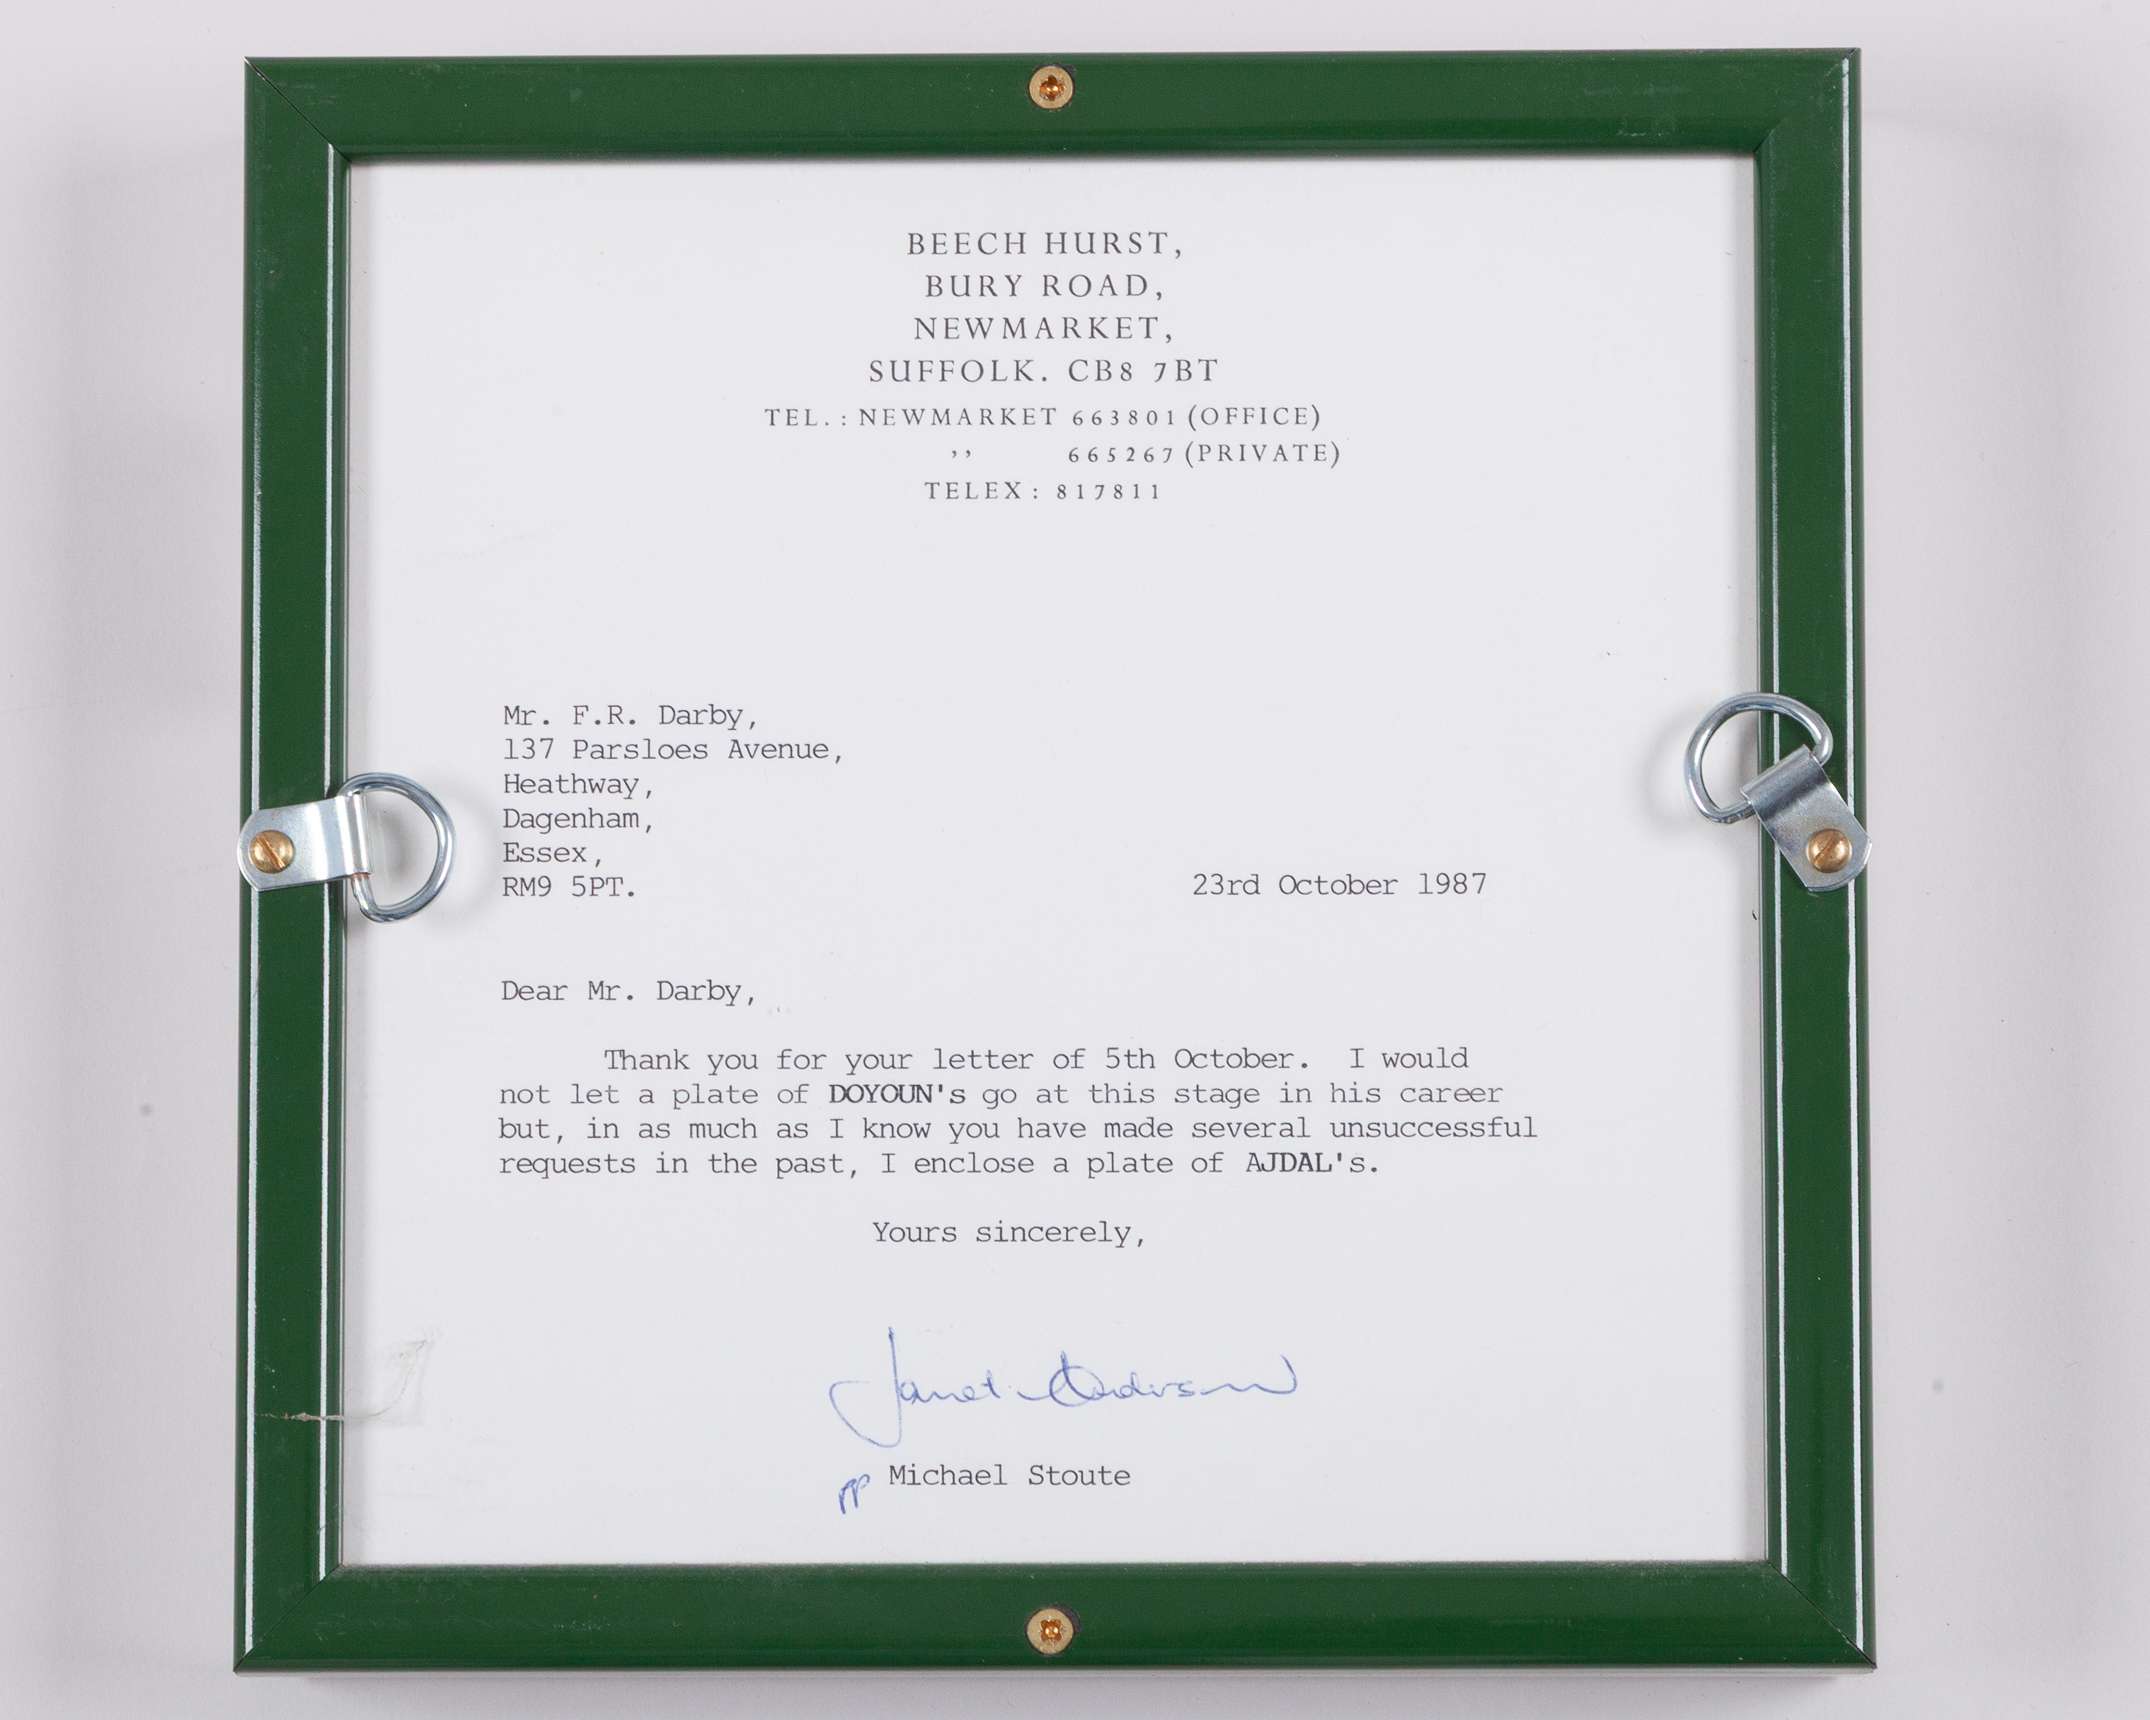 BEECH HURST,
BURY ROAD,
NEWMARKET,
SUFFOLK. CB8 7BT
TEL.: NEWMARKET 663801 (OFFICE)
,, 665267 (PRIVATE)
TELEX: 817811
Mr. F.R. Darby,
137 Parsloes Avenue,
Heathway,
Dagenham,
Essex,
RM9 5PT.
23rd October 1987
Dear Mr. Darby,
Thank you for your letter of 5th October. I would
not let a plate of DOYOUN's go at this stage in his career
but, in as much as I know you have made several unsuccessful
requests in the past, I enclose a plate of AJDAL's.
Yours sincerely,
Janet Anderson
pp Michael Stoute